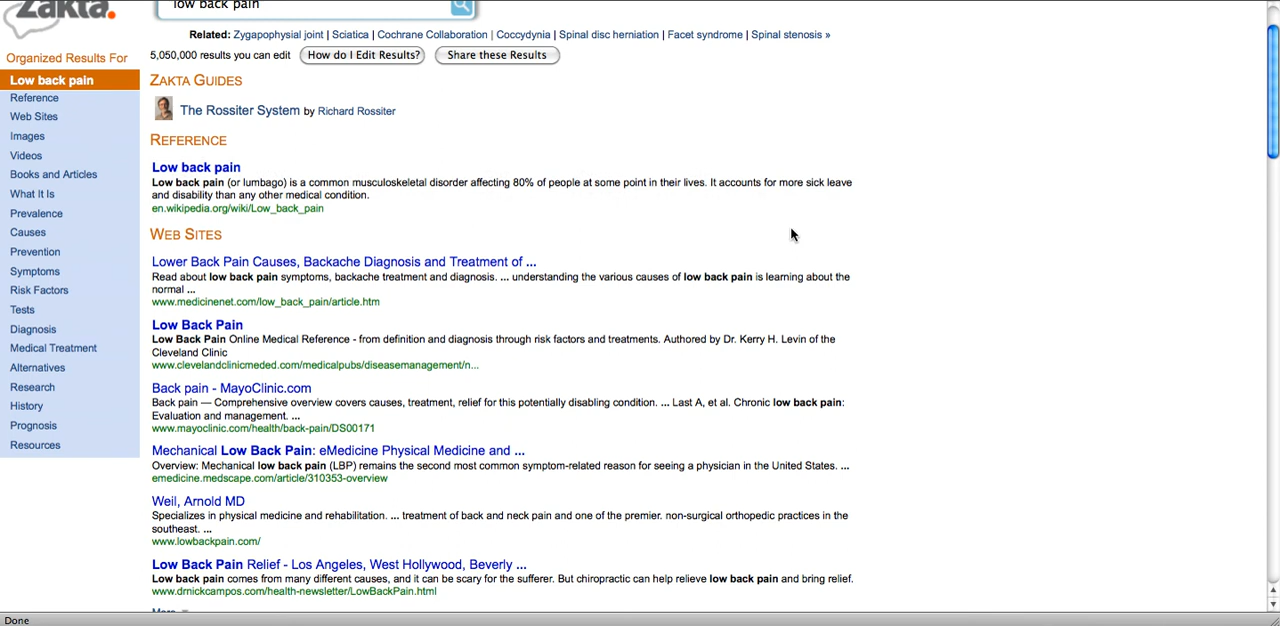 Zakta.
low back pain
Related: Zygapophysial joint | Sciatica | Cochrane Collaboration | Coccydynia | Spinal disc herniation | Facet syndrome | Spinal stenosis »
5,050,000 results you can edit How do I Edit Results? Share these Results
Organized Results For
Low back pain
Reference
Web Sites
Images
Videos
Books and Articles
What It Is
Prevalence
Causes
Prevention
Symptoms
Risk Factors
Tests
Diagnosis
Medical Treatment
Alternatives
Research
History
Prognosis
Resources
ZAKTA GUIDES
The Rossiter System by Richard Rossiter
REFERENCE
Low back pain
Low back pain (or lumbago) is a common musculoskeletal disorder affecting 80% of people at some point in their lives. It accounts for more sick leave
and disability than any other medical condition.
en.wikipedia.org/wiki/Low_back_pain
WEB SITES
Lower Back Pain Causes, Backache Diagnosis and Treatment of ...
Read about low back pain symptoms, backache treatment and diagnosis. ... understanding the various causes of low back pain is learning about the
normal ...
www.medicinenet.com/low_back_pain/article.htm
Low Back Pain
Low Back Pain Online Medical Reference - from definition and diagnosis through risk factors and treatments. Authored by Dr. Kerry H. Levin of the
Cleveland Clinic
www.clevelandclinicmeded.com/medicalpubs/diseasemanagement/n...
Back pain - MayoClinic.com
Back pain — Comprehensive overview covers causes, treatment, relief for this potentially disabling condition. ... Last A, et al. Chronic low back pain:
Evaluation and management. ...
www.mayoclinic.com/health/back-pain/DS00171
Mechanical Low Back Pain: eMedicine Physical Medicine and ...
Overview: Mechanical low back pain (LBP) remains the second most common symptom-related reason for seeing a physician in the United States. ...
emedicine.medscape.com/article/310353-overview
Weil, Arnold MD
Specializes in physical medicine and rehabilitation. ... treatment of back and neck pain and one of the premier. non-surgical orthopedic practices in the
southeast. ...
www.lowbackpain.com/
Low Back Pain Relief - Los Angeles, West Hollywood, Beverly ...
Low back pain comes from many different causes, and it can be scary for the sufferer. But chiropractic can help relieve low back pain and bring relief.
www.drnickcampos.com/health-newsletter/LowBackPain.html
More
Done